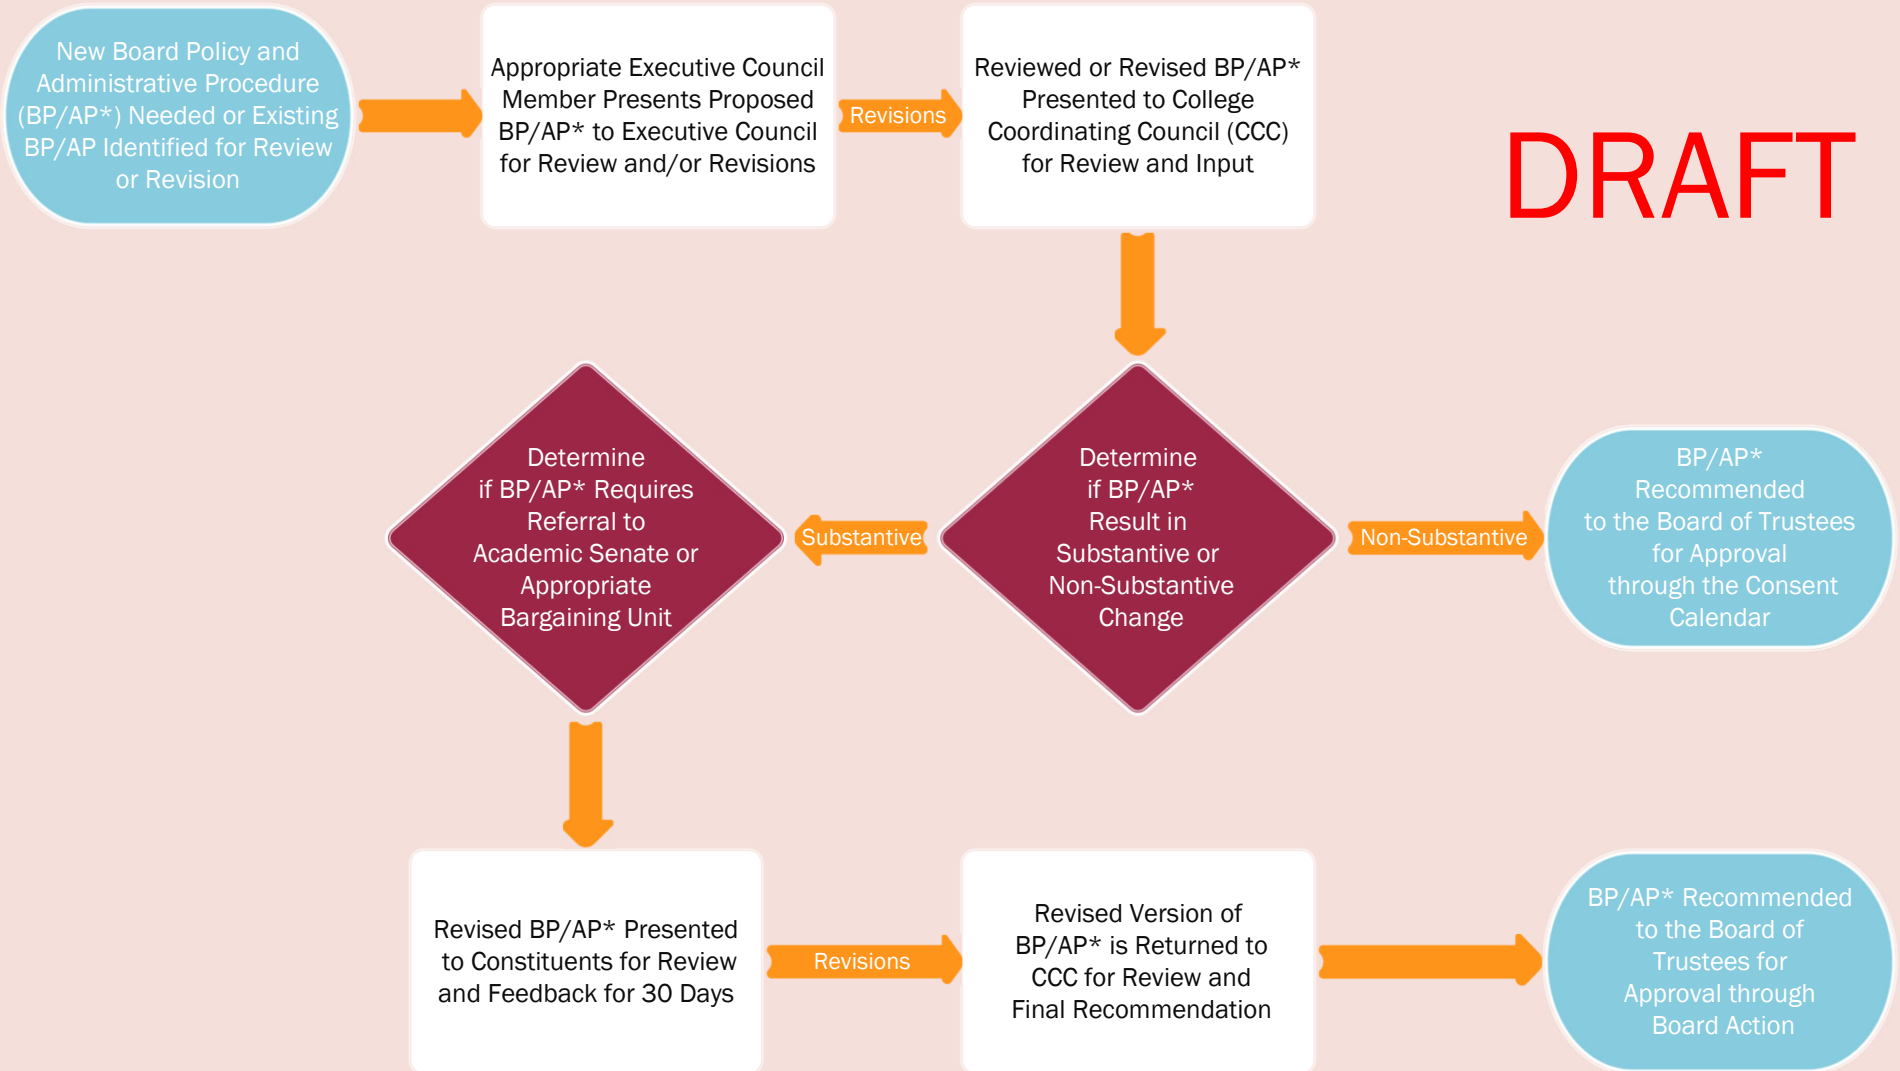 New Board Policy and
Administrative Procedure
(BP/AP*) Needed or Existing
BP/AP Identified for Review
or Revision
Appropriate Executive Council
Member Presents Proposed
BP/AP* to Executive Council
for Review and/or Revisions
Revisions
Reviewed or Revised BP/AP*
Presented to College
Coordinating Council (CCC)
for Review and Input
DRAFT
Determine
if BP/AP*
Result in
Substantive or
Non-Substantive
Change
Non-Substantive
BP/AP*
Recommended
to the Board of Trustees
for Approval
through the Consent
Calendar
Substantive
Determine
if BP/AP* Requires
Referral to
Academic Senate or
Appropriate
Bargaining Unit
Revised BP/AP* Presented
to Constituents for Review
and Feedback for 30 Days
Revisions
Revised Version of
BP/AP* is Returned to
CCC for Review and
Final Recommendation
BP/AP* Recommended
to the Board of
Trustees for
Approval through
Board Action